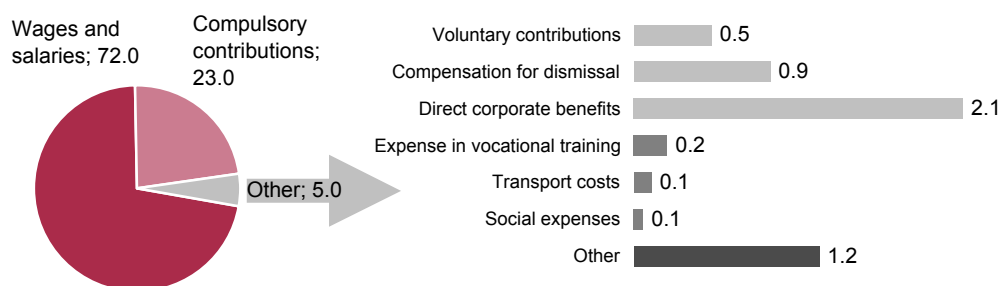 Wages and
salaries; 72.0
Compulsory
contributions;
23.0
Other; 5.0
Voluntary contributions 0.5
Compensation for dismissal 0.9
Direct corporate benefits 2.1
Expense in vocational training 0.2
Transport costs 0.1
Social expenses 0.1
Other 1.2